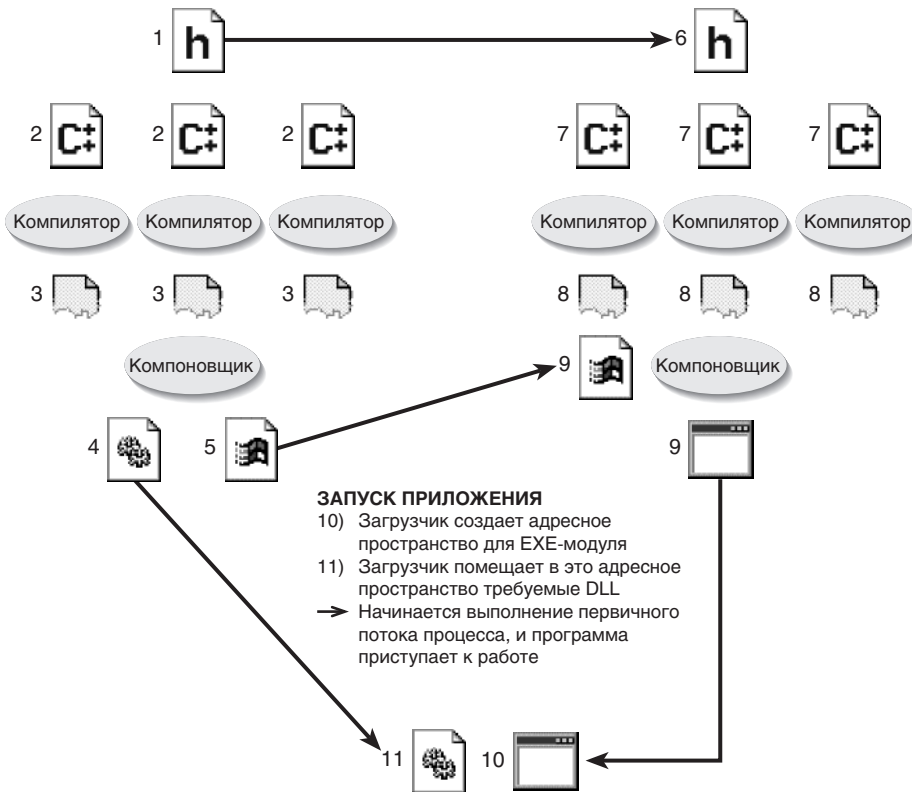 1 h 6 h
2 C++ 2 C++ 2 C++ 7 C++ 7 C++ 7 C++
Компилятор Компилятор Компилятор Компилятор Компилятор Компилятор
3 3 3 8 8 8
Компоновщик 9 Компоновщик
4 5 9
ЗАПУСК ПРИЛОЖЕНИЯ
10) Загрузчик создает адресное
пространство для EXE-модуля
11) Загрузчик помещает в это адресное
пространство требуемые DLL
Начинается выполнение первичного
потока процесса, и программа
приступает к работе
11 10